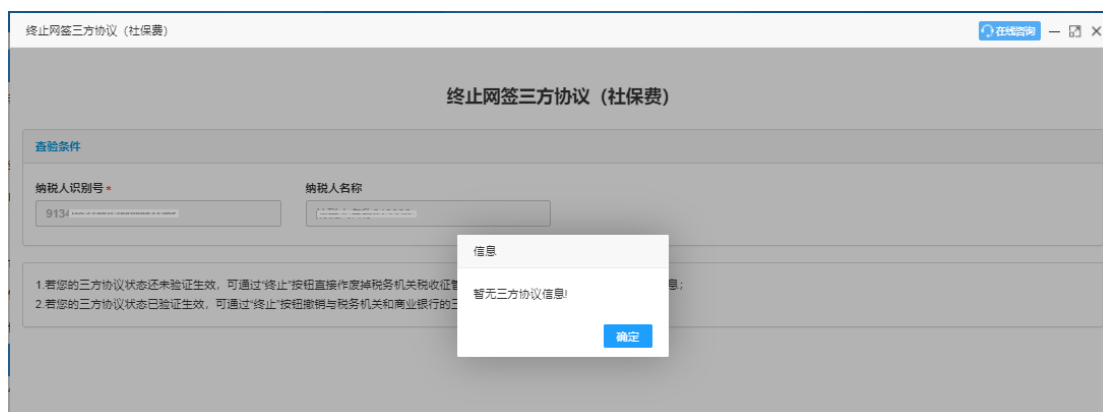 终止网签三方协议（社保费）
在线咨询
终止网签三方协议（社保费）
查验条件
纳税人识别号*
纳税人名称
9134
信息
1.若您的三方协议状态还未验证生效，可通过“终止”按钮直接作废掉税务机关税收征管
息；
暂无三方协议信息!
2.若您的三方协议状态已验证生效，可通过“终止”按钮撤销与税务机关和商业银行的三
确定